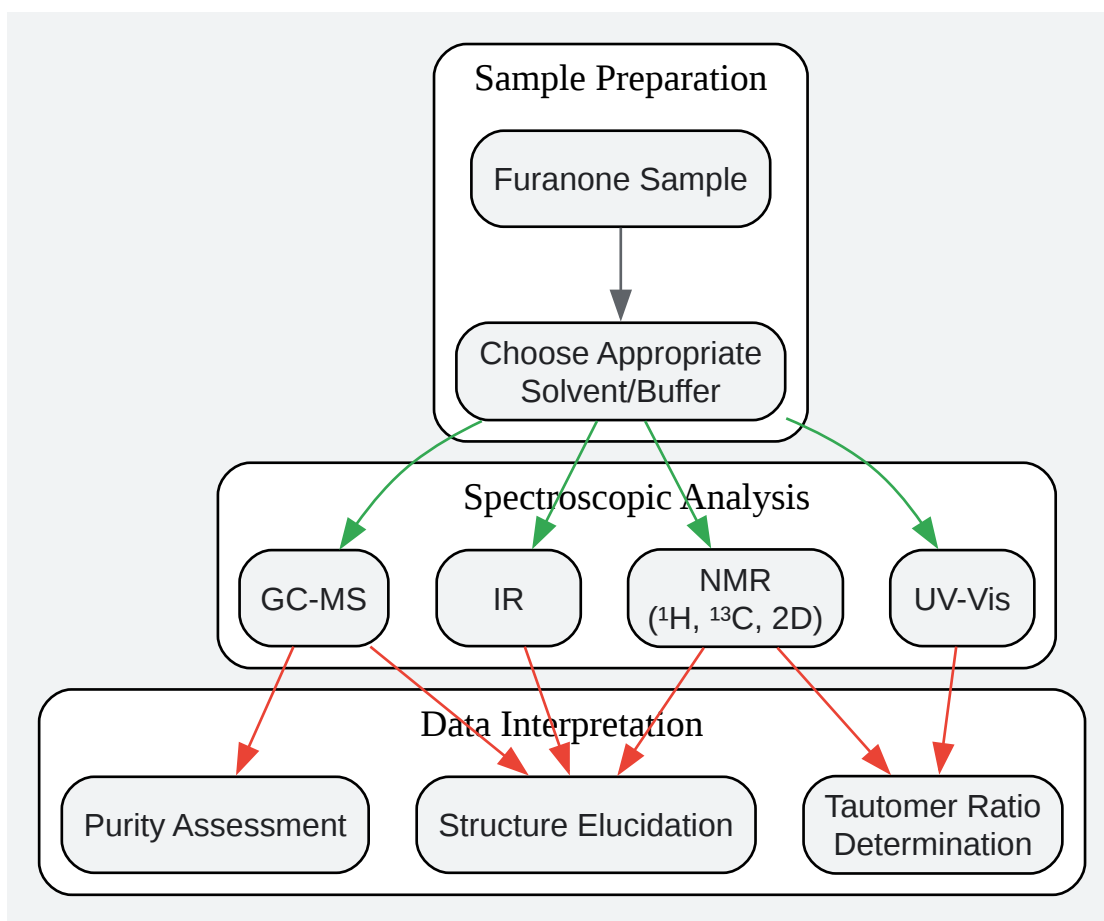 Sample Preparation
Furanone Sample
Choose Appropriate
Solvent/Buffer
Spectroscopic Analysis
GC-MS
IR
NMR
(¹H, ¹³C, 2D)
UV-Vis
Data Interpretation
Purity Assessment
Structure Elucidation
Tautomer Ratio
Determination